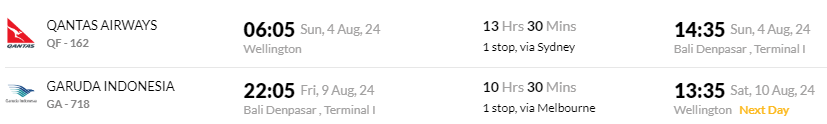 QANTAS AIRWAYS
QF - 162
QANTAS
06:05 Sun, 4 Aug, 24
Wellington
13 Hrs 30 Mins
1 stop, via Sydney
14:35 Sun, 4 Aug, 24
Bali Denpasar , Terminal I
GARUDA INDONESIA
GA - 718
Garuda Indonesia
22:05 Fri, 9 Aug, 24
Bali Denpasar , Terminal I
10 Hrs 30 Mins
1 stop, via Melbourne
13:35 Sat, 10 Aug, 24
Wellington Next Day